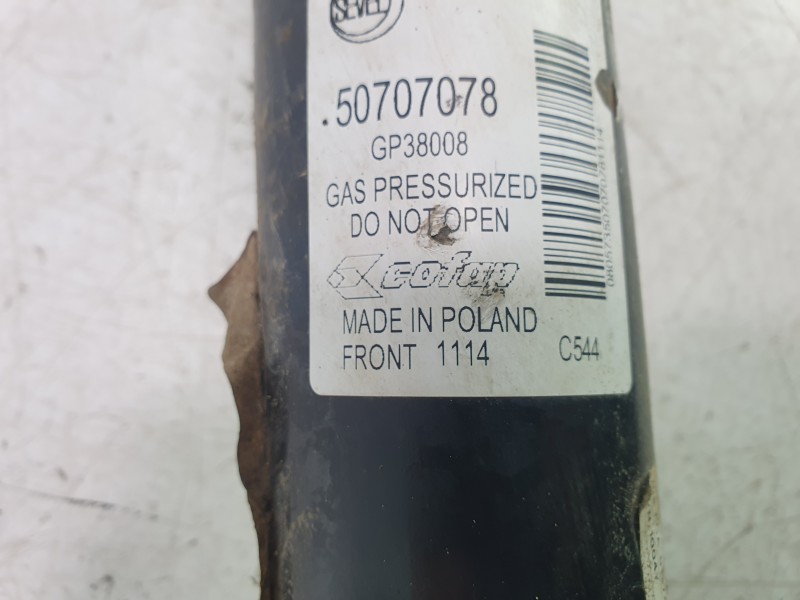 SEVEL
.50707078
GP38008
GAS PRESSURIZED
DO NOT OPEN
cofap
MADE IN POLAND
FRONT 1114
C544